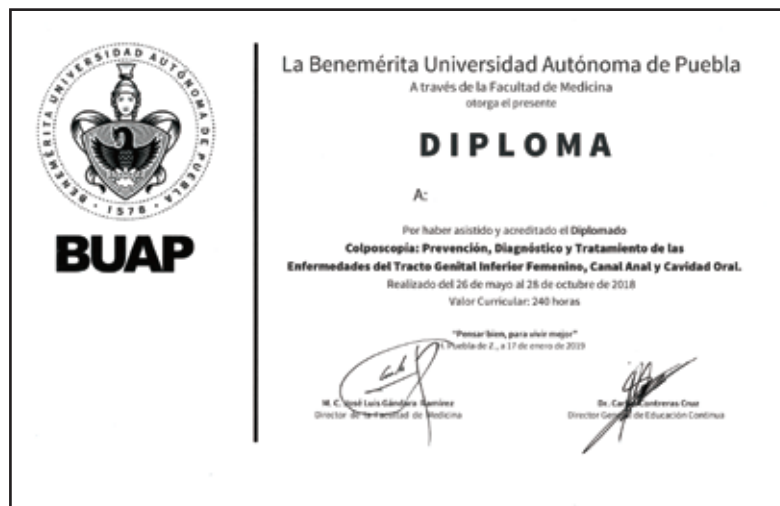 BENEMÉRITA UNIVERSIDAD AUTÓNOMA DE PUEBLA
· 1578 ·
BUAP
La Benemérita Universidad Autónoma de Puebla
A través de la Facultad de Medicina
otorga el presente
DIPLOMA
A:
Por haber asistido y acreditado el Diplomado
Colposcopía: Prevención, Diagnóstico y Tratamiento de las
Enfermedades del Tracto Genital Inferior Femenino, Canal Anal y Cavidad Oral.
Realizado del 26 de mayo al 28 de octubre de 2018
Valor Curricular: 240 horas
"Pensar bien, para vivir mejor"
H. Puebla de Z., a 17 de enero de 2019
M. C. José Luis Gándara Ramírez
Director de la Facultad de Medicina
Dr. Carlos Contreras Cruz
Director General de Educación Continua